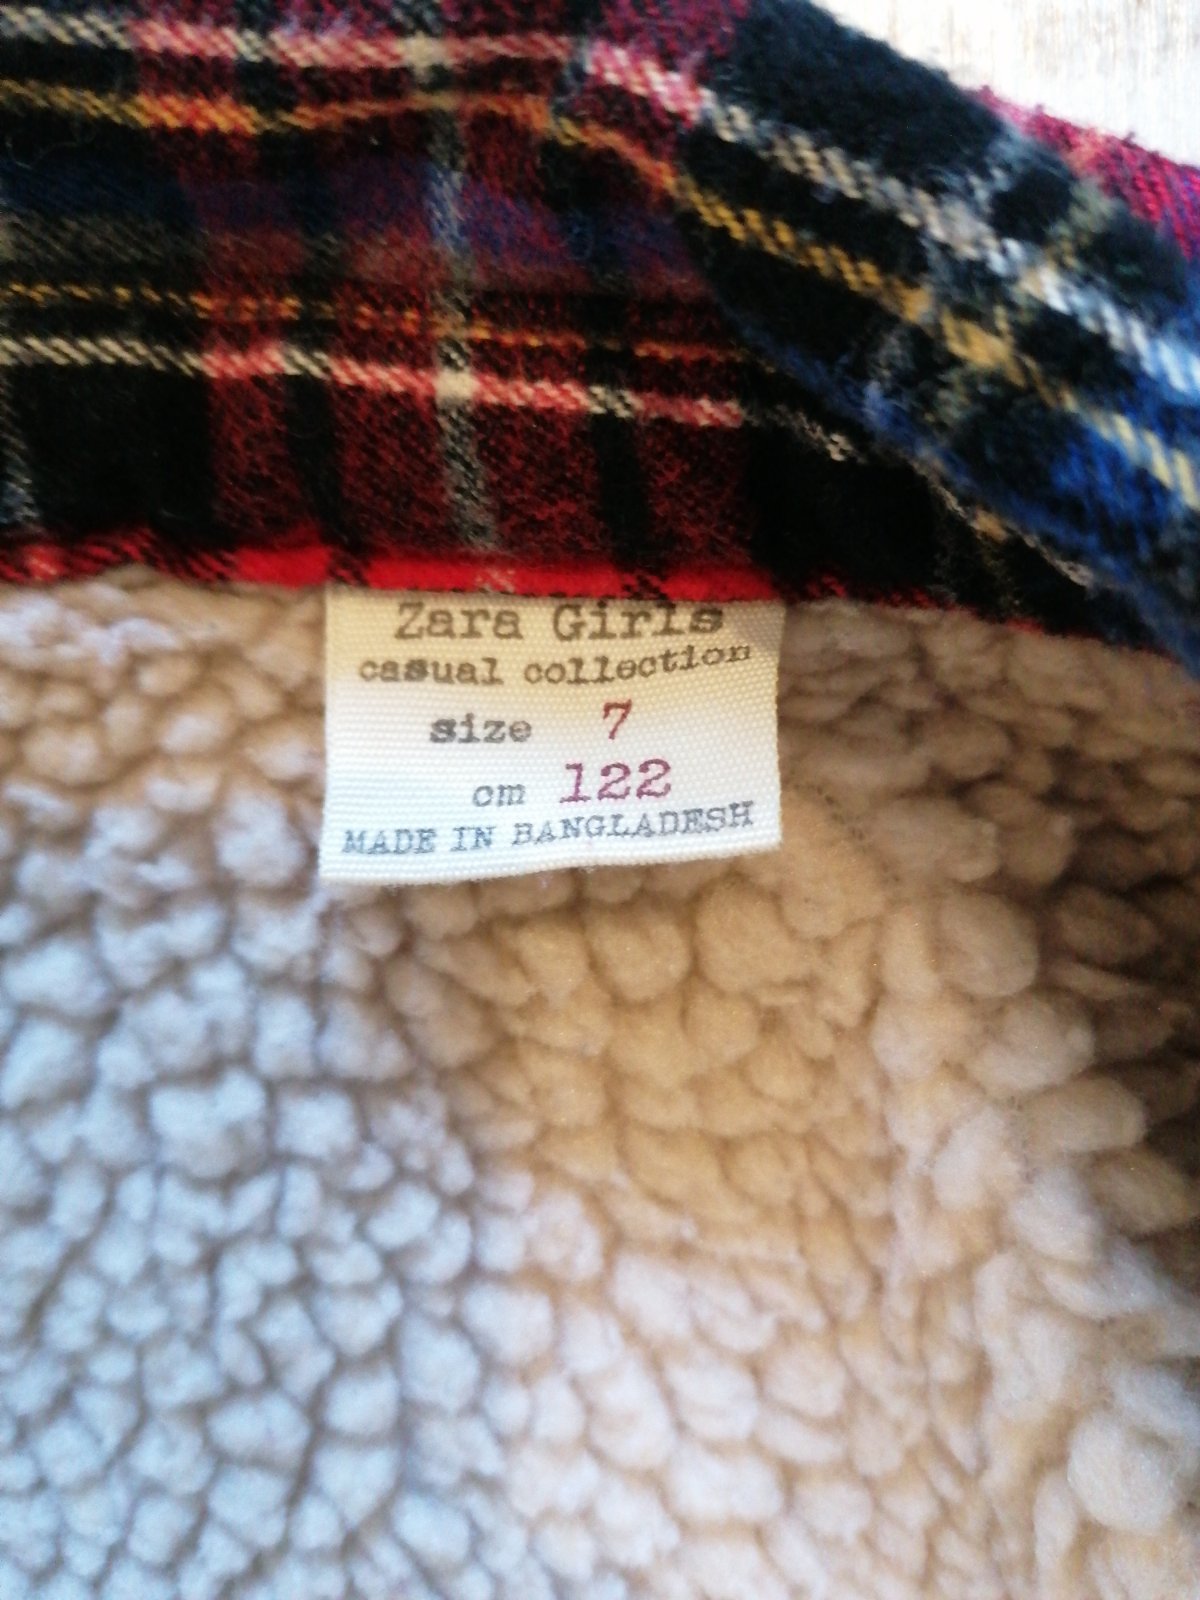 Zara Girls
casual collection
size 7
cm 122
MADE IN BANGLADESH